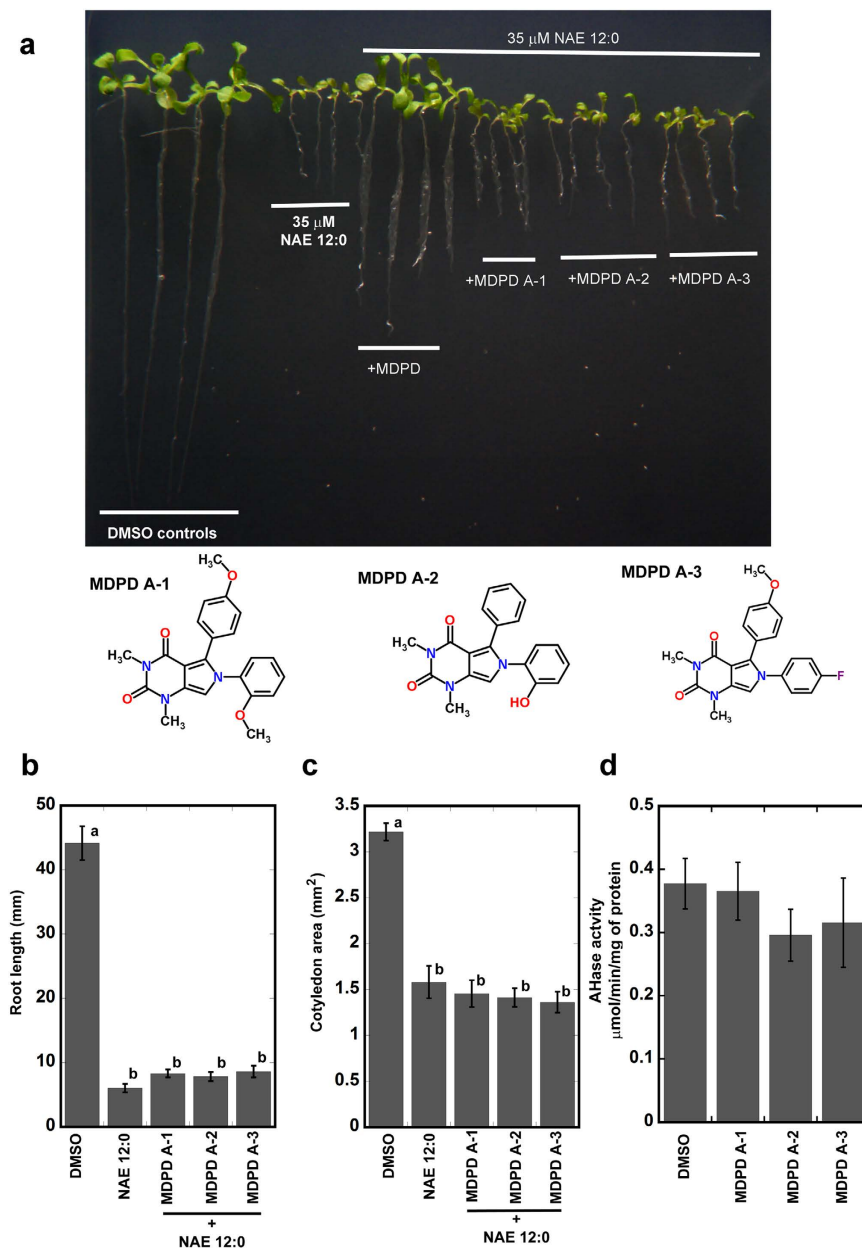 a
35 μM NAE 12:0
35 μM
NAE 12:0
+MDPD A-1
+MDPD A-2
+MDPD A-3
+MDPD
DMSO controls
MDPD A-1
MDPD A-2
MDPD A-3
H₃C
O
O
H₃C
N
O
N
CH₃
N
O
CH₃
O
H₃C
N
O
N
CH₃
N
HO
H₃C
O
O
H₃C
N
O
N
CH₃
N
F
b
Root length (mm)
50
40
30
20
10
0
a
b
b
b
b
DMSO
NAE 12:0
MDPD A-1
MDPD A-2
MDPD A-3
+
NAE 12:0
c
Cotyledon area (mm²)
3.5
3
2.5
2
1.5
1
0.5
0
a
b
b
b
b
DMSO
NAE 12:0
MDPD A-1
MDPD A-2
MDPD A-3
+
NAE 12:0
d
AHase actvity
μmol/min/mg of protein
0.5
0.4
0.3
0.2
0.1
0
DMSO
MDPD A-1
MDPD A-2
MDPD A-3